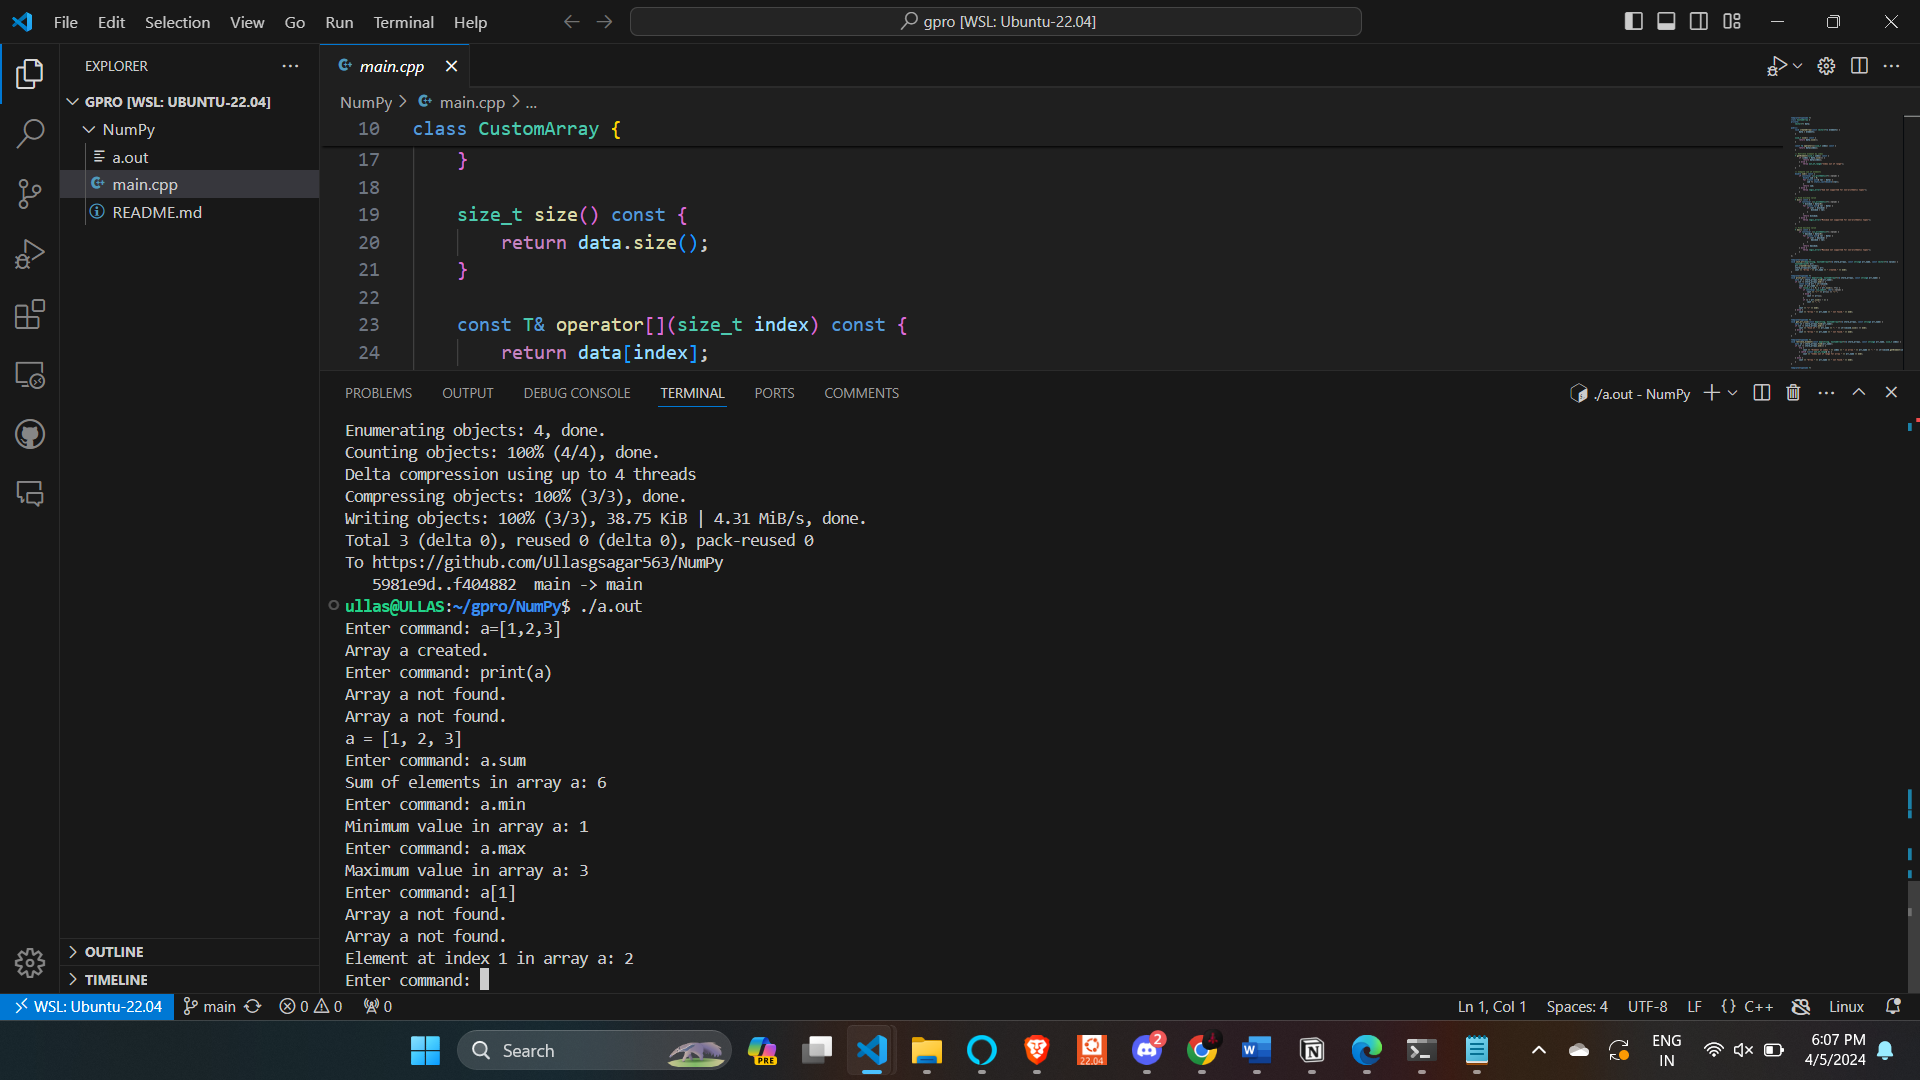 File Edit Selection View Go Run Terminal Help
gpro [WSL: Ubuntu-22.04]
EXPLORER
GPRO [WSL: UBUNTU-22.04]
NumPy
a.out
main.cpp
README.md
OUTLINE
TIMELINE
main.cpp
NumPy > main.cpp > ...
10 class CustomArray {
17 }
18
19 size_t size() const {
20 return data.size();
21 }
22
23 const T& operator[](size_t index) const {
24 return data[index];
PROBLEMS OUTPUT DEBUG CONSOLE TERMINAL PORTS COMMENTS
./a.out - NumPy
Enumerating objects: 4, done.
Counting objects: 100% (4/4), done.
Delta compression using up to 4 threads
Compressing objects: 100% (3/3), done.
Writing objects: 100% (3/3), 38.75 KiB | 4.31 MiB/s, done.
Total 3 (delta 0), reused 0 (delta 0), pack-reused 0
To https://github.com/Ullasgsagar563/NumPy
5981e9d..f404882 main -> main
ullas@ULLAS:~/gpro/NumPy$ ./a.out
Enter command: a=[1,2,3]
Array a created.
Enter command: print(a)
Array a not found.
Array a not found.
a = [1, 2, 3]
Enter command: a.sum
Sum of elements in array a: 6
Enter command: a.min
Minimum value in array a: 1
Enter command: a.max
Maximum value in array a: 3
Enter command: a[1]
Array a not found.
Array a not found.
Element at index 1 in array a: 2
Enter command:
WSL: Ubuntu-22.04 main 0 0 0
Ln 1, Col 1 Spaces: 4 UTF-8 LF {} C++ Linux
Search
PRE
22.04
2
ENG
IN
6:07 PM
4/5/2024